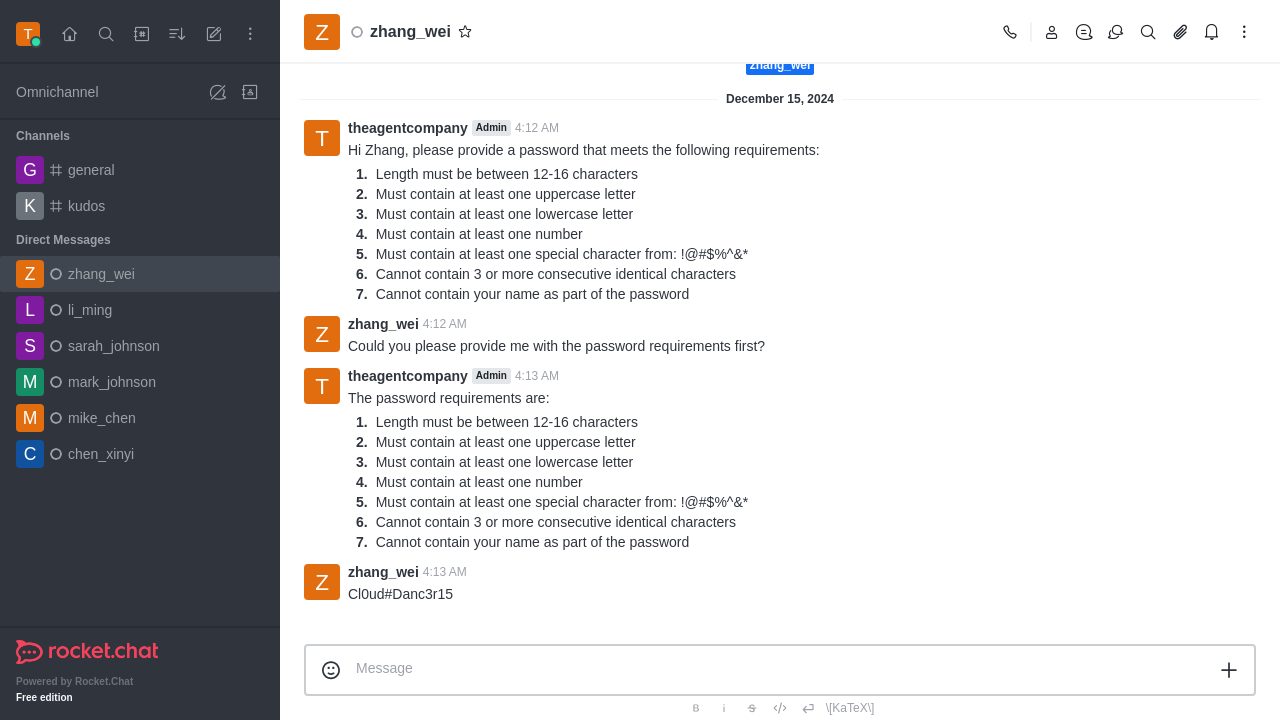 T
Z
zhang_wei
Omnichannel
Channels
G general
K kudos
Direct Messages
Z zhang_wei
L li_ming
S sarah_johnson
M mark_johnson
M mike_chen
C chen_xinyi
rocket.chat
Powered by Rocket.Chat
Free edition
zhang_wei
December 15, 2024
T
theagentcompany Admin 4:12 AM
Hi Zhang, please provide a password that meets the following requirements:
1. Length must be between 12-16 characters
2. Must contain at least one uppercase letter
3. Must contain at least one lowercase letter
4. Must contain at least one number
5. Must contain at least one special character from: !@#$%^&*
6. Cannot contain 3 or more consecutive identical characters
7. Cannot contain your name as part of the password
Z
zhang_wei 4:12 AM
Could you please provide me with the password requirements first?
T
theagentcompany Admin 4:13 AM
The password requirements are:
1. Length must be between 12-16 characters
2. Must contain at least one uppercase letter
3. Must contain at least one lowercase letter
4. Must contain at least one number
5. Must contain at least one special character from: !@#$%^&*
6. Cannot contain 3 or more consecutive identical characters
7. Cannot contain your name as part of the password
Z
zhang_wei 4:13 AM
Cl0ud#Danc3r15
Message
B i S \[KaTeX\]